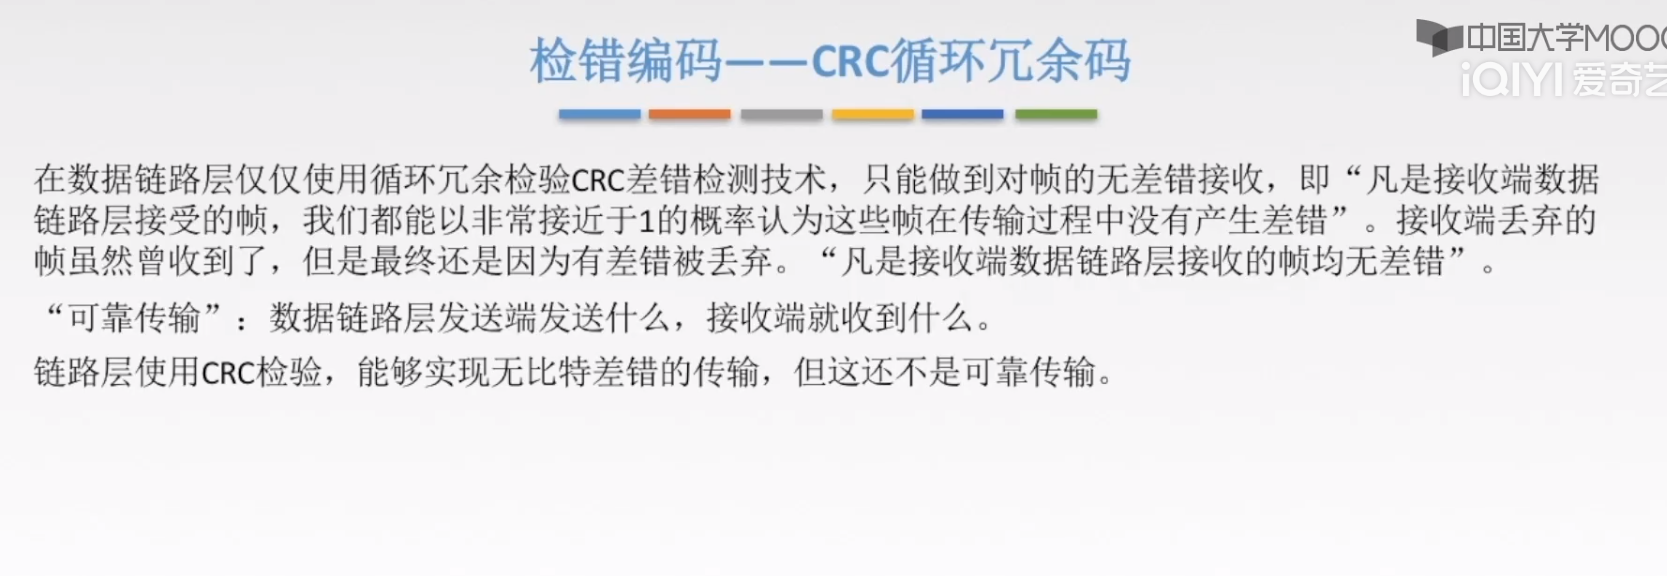 中国大学MOOC
iQIYI 爱奇艺
检错编码——CRC循环冗余码
在数据链路层仅仅使用循环冗余检验CRC差错检测技术，只能做到对帧的无差错接收，即“凡是接收端数据
链路层接受的帧，我们都能以非常接近于1的概率认为这些帧在传输过程中没有产生差错”。接收端丢弃的
帧虽然曾收到了，但是最终还是因为有差错被丢弃。“凡是接收端数据链路层接收的帧均无差错”。
“可靠传输”：数据链路层发送端发送什么，接收端就收到什么。
链路层使用CRC检验，能够实现无比特差错的传输，但这还不是可靠传输。